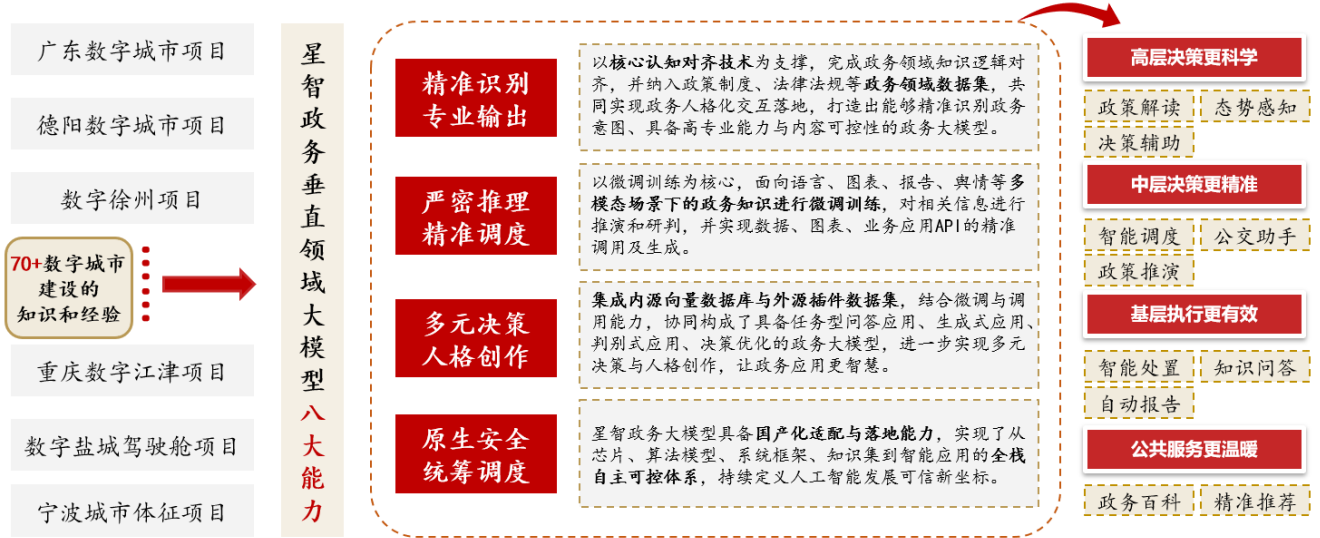 广东数字城市项目
德阳数字城市项目
数字徐州项目
70+数字城市
建设的
知识和经验
重庆数字江津项目
数字盐城驾驶舱项目
宁波城市体征项目
星智政务垂直领域大模型八大能力
精准识别
专业输出
以核心认知对齐技术为支撑，完成政务领域知识逻辑对
齐，并纳入政策制度、法律法规等政务领域数据集，共
同实现政务人格化交互落地，打造出能够精准识别政务
意图、具备高专业能力与内容可控性的政务大模型。
严密推理
精准调度
以微调训练为核心，面向语言、图表、报告、舆情等多
模态场景下的政务知识进行微调训练，对相关信息进行
推演和研判，并实现数据、图表、业务应用API的精准
调用及生成。
多元决策
人格创作
集成内源向量数据库与外源插件数据集，结合微调与调
用能力，协同构成了具备任务型问答应用、生成式应用、
判别式应用、决策优化的政务大模型，进一步实现多元
决策与人格创作，让政务应用更智慧。
原生安全
统筹调度
星智政务大模型具备国产化适配与落地能力，实现了从
芯片、算法模型、系统框架、知识集到智能应用的全栈
自主可控体系，持续定义人工智能发展可信新坐标。
高层决策更科学
政策解读 态势感知
决策辅助
中层决策更精准
智能调度 公交助手
政策推演
基层执行更有效
智能处置 知识问答
自动报告
公共服务更温暖
政务百科 精准推荐